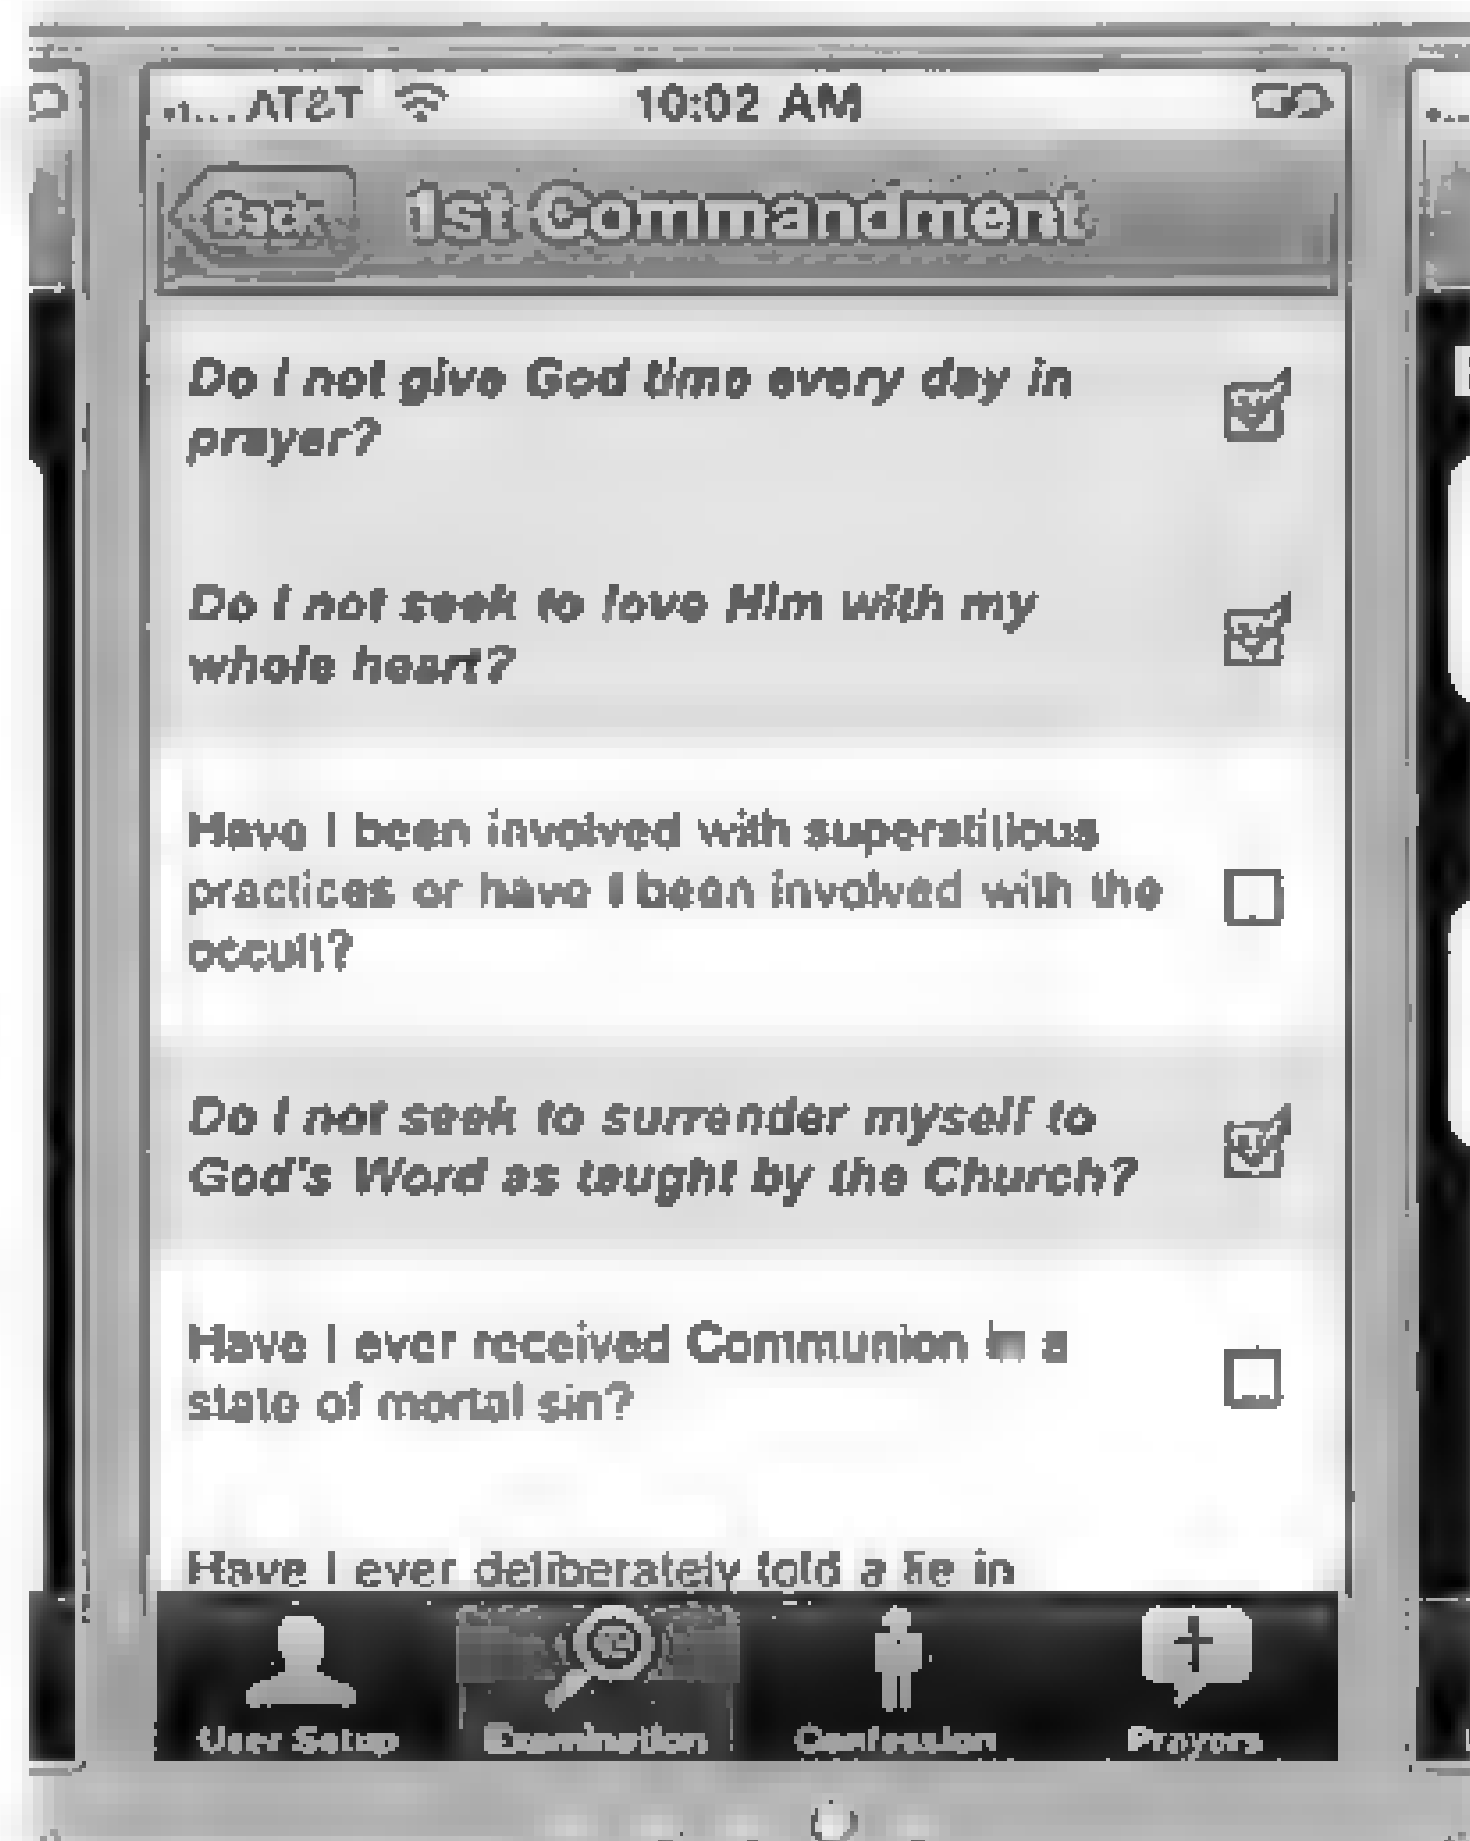 AT&T 10:02 AM
Back 1st Commandment
Do I not give God time every day in
prayer?
Do I not seek to love Him with my
whole heart?
Have I been involved with superstitious
practices or have I been involved with the
occult?
Do I not seek to surrender myself to
God's Word as taught by the Church?
Have I ever received Communion in a
state of mortal sin?
Have I ever deliberately told a lie in
User Setup Examination Confession Prayers